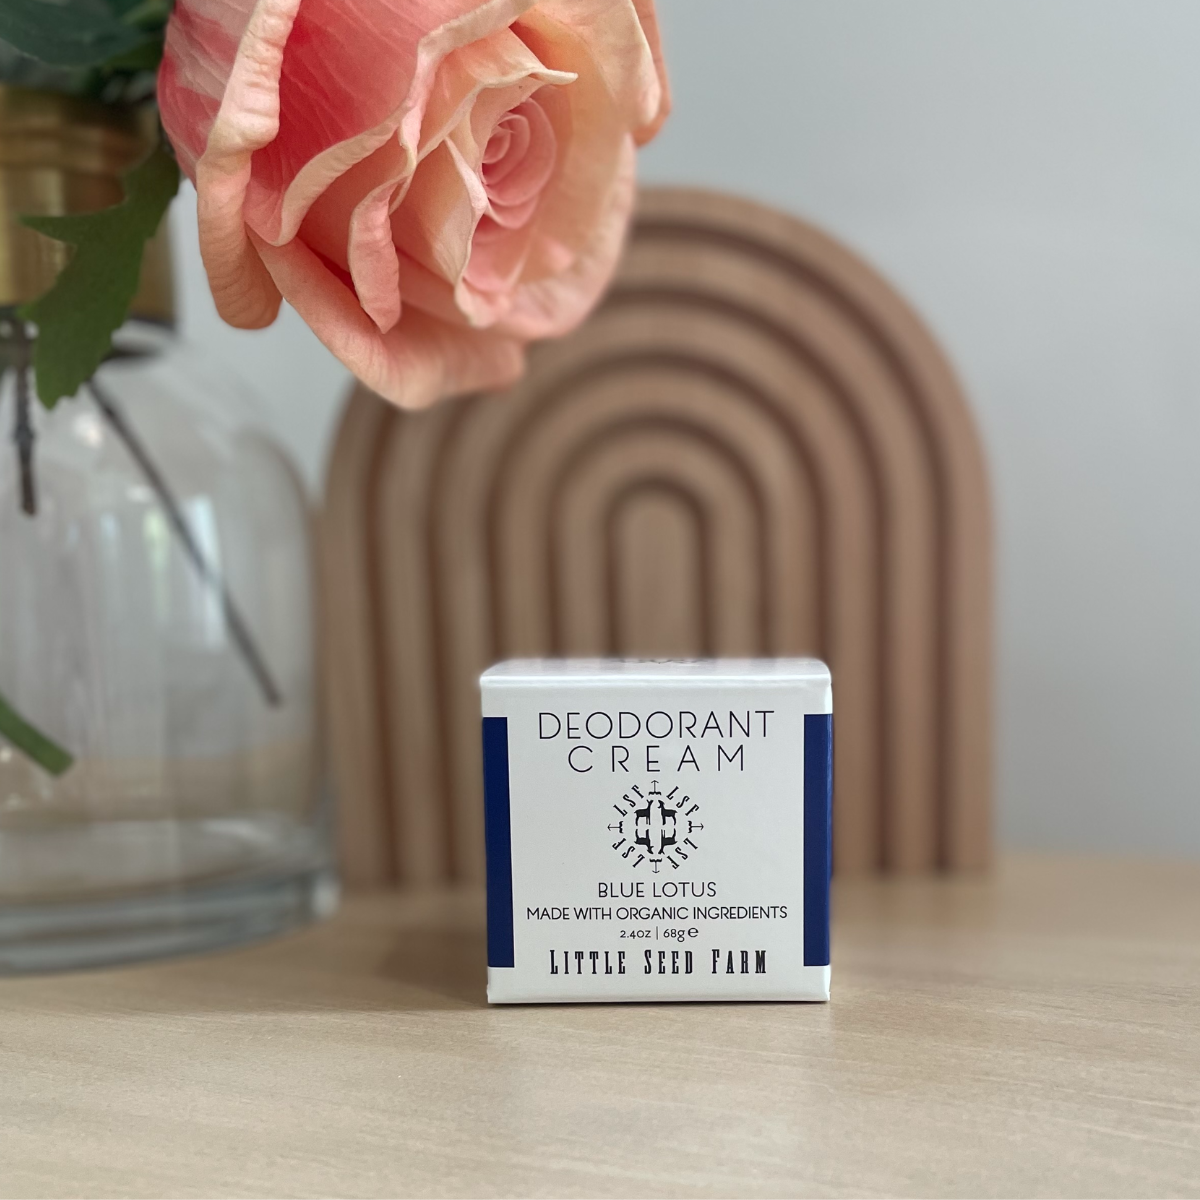 DEODORANT
CREAM
LSF LSF
LSF LSF
BLUE LOTUS
MADE WITH ORGANIC INGREDIENTS
2.4oz | 68g e
LITTLE SEED FARM